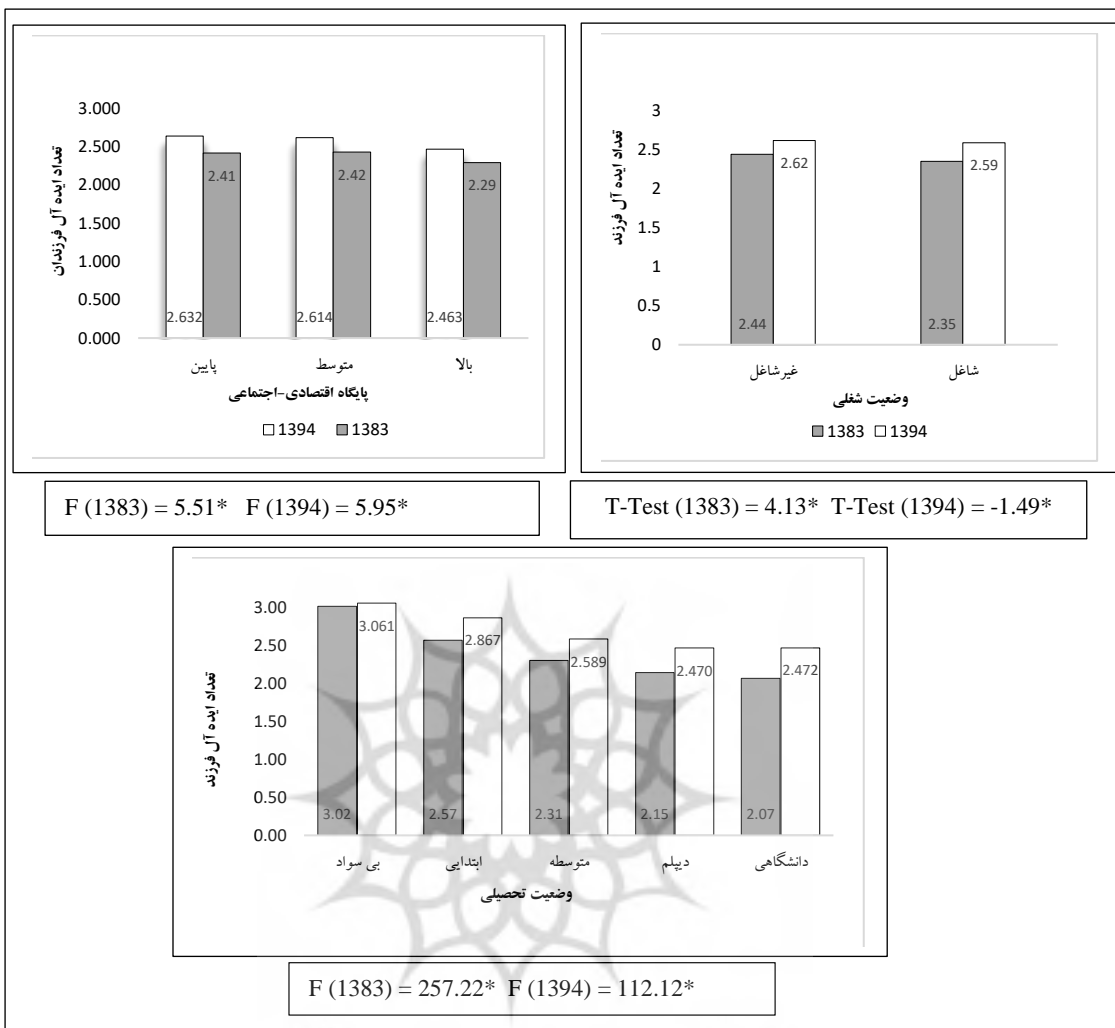 3.000
2.500
2.000
1.500
1.000
0.500
0.000
تعداد ایده آل فرزندان
2.41
2.42
2.29
2.632
2.614
2.463
پایین
متوسط
بالا
پایگاه اقتصادی-اجتماعی
1394
1383
F (1383) = 5.51* F (1394) = 5.95*
3
2.5
2
1.5
1
0.5
0
تعداد ایده آل فرزند
2.62
2.59
2.44
2.35
غیرشاغل
شاغل
وضعیت شغلی
1383
1394
T-Test (1383) = 4.13* T-Test (1394) = -1.49*
3.00
2.50
2.00
1.50
1.00
0.50
0.00
تعداد ایده آل فرزند
3.061
2.867
2.589
2.470
2.472
3.02
2.57
2.31
2.15
2.07
بی سواد
ابتدایی
متوسطه
دیپلم
دانشگاهی
وضعیت تحصیلی
F (1383) = 257.22* F (1394) = 112.12*